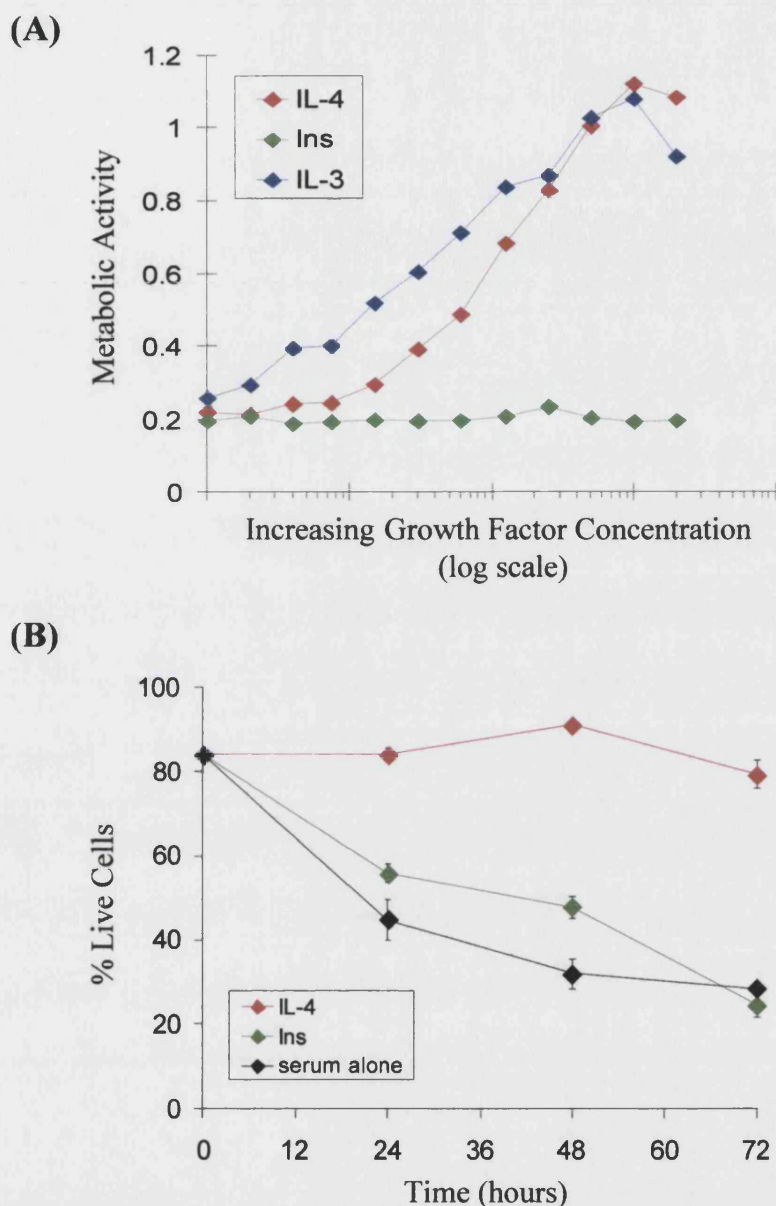 (A)
Metabolic Activity
1.2
1
0.8
0.6
0.4
0.2
0
IL-4
Ins
IL-3
Increasing Growth Factor Concentration
(log scale)
(B)
% Live Cells
100
80
60
40
20
0
IL-4
Ins
serum alone
0 12 24 36 48 60 72
Time (hours)